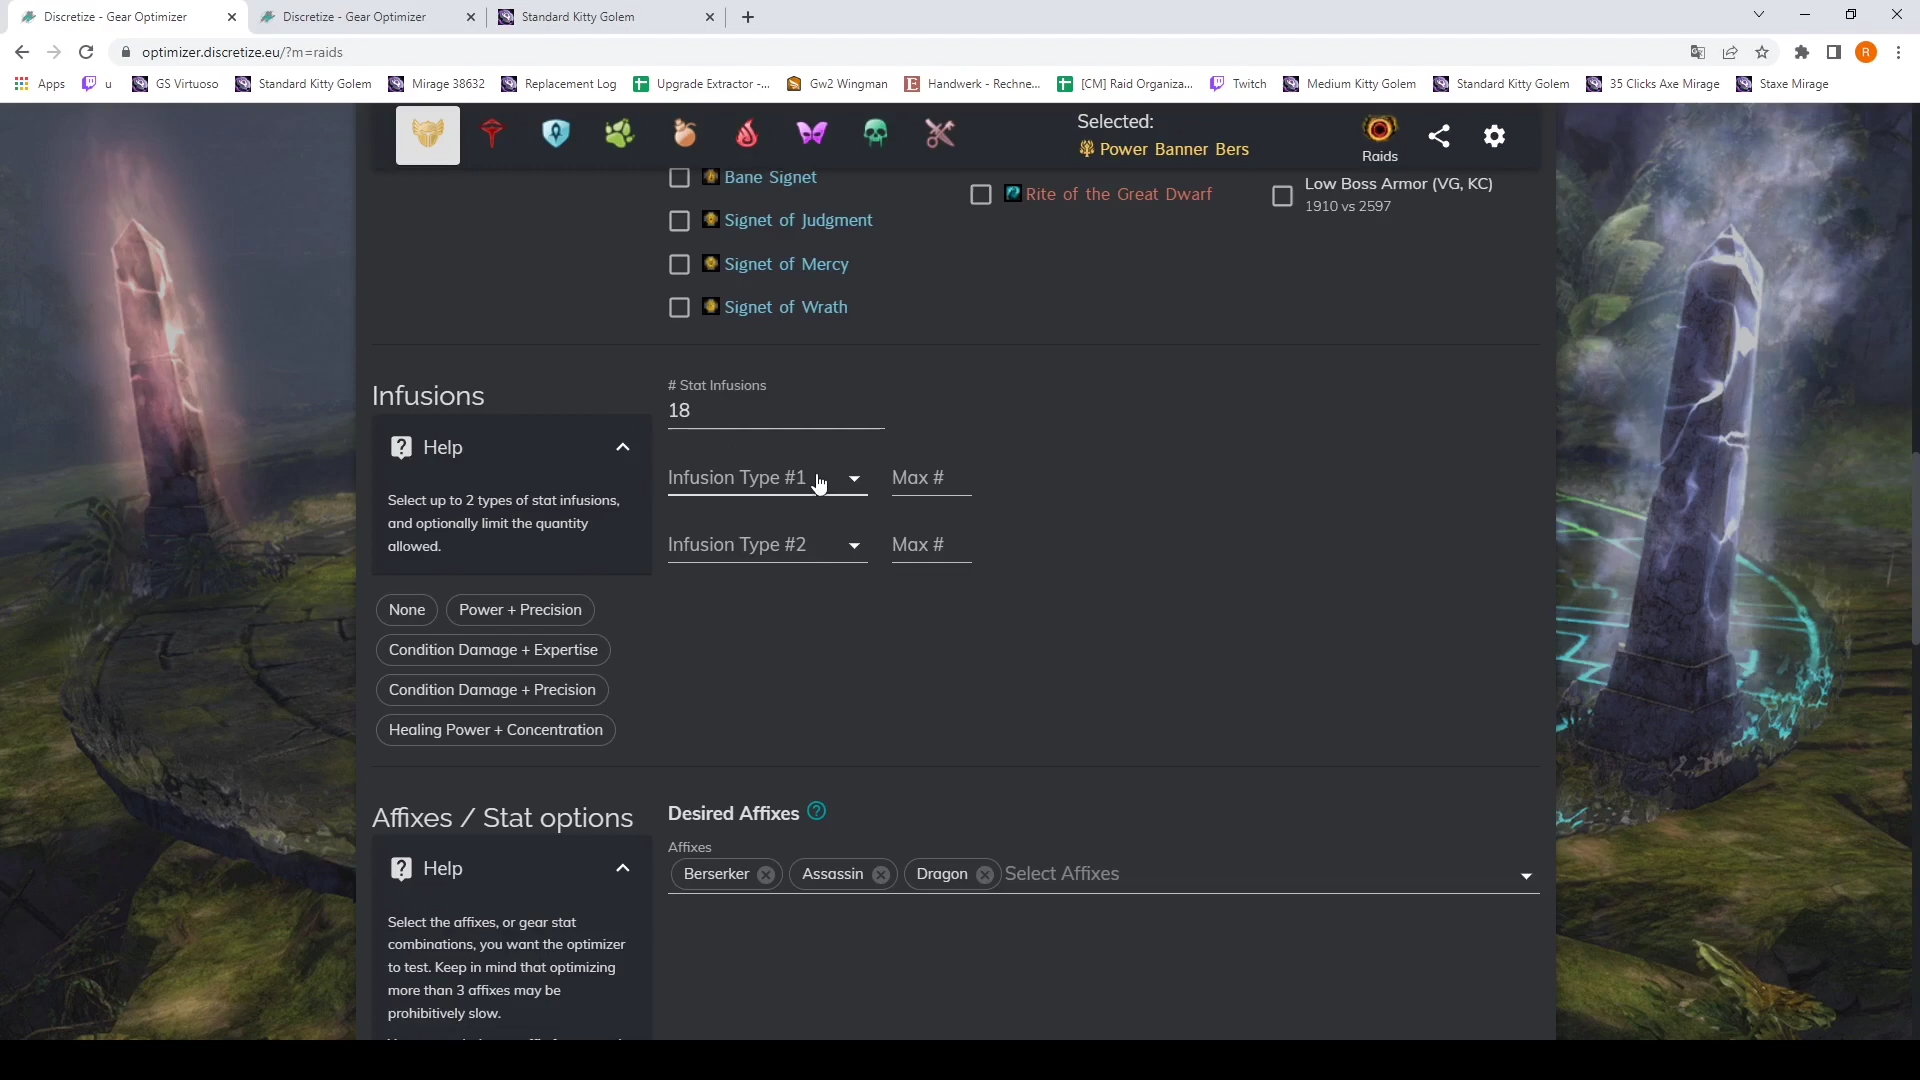 Discretize - Gear Optimizer
Discretize - Gear Optimizer
Standard Kitty Golem
optimizer.discretize.eu/?m=raids
R
Apps
u
GS Virtuoso
Standard Kitty Golem
Mirage 38632
Replacement Log
Upgrade Extractor -...
Gw2 Wingman
Handwerk - Rechne...
[CM] Raid Organiza...
Twitch
Medium Kitty Golem
Standard Kitty Golem
35 Clicks Axe Mirage
Staxe Mirage
Selected:
Power Banner Bers
Raids
Bane Signet
Signet of Judgment
Signet of Mercy
Signet of Wrath
Rite of the Great Dwarf
Low Boss Armor (VG, KC)
1910 vs 2597
Infusions
Help
Select up to 2 types of stat infusions,
and optionally limit the quantity
allowed.
None
Power + Precision
Condition Damage + Expertise
Condition Damage + Precision
Healing Power + Concentration
# Stat Infusions
18
Infusion Type #1
Max #
Infusion Type #2
Max #
Affixes / Stat options
Help
Select the affixes, or gear stat
combinations, you want the optimizer
to test. Keep in mind that optimizing
more than 3 affixes may be
prohibitively slow.
Desired Affixes
Affixes
Berserker
Assassin
Dragon
Select Affixes